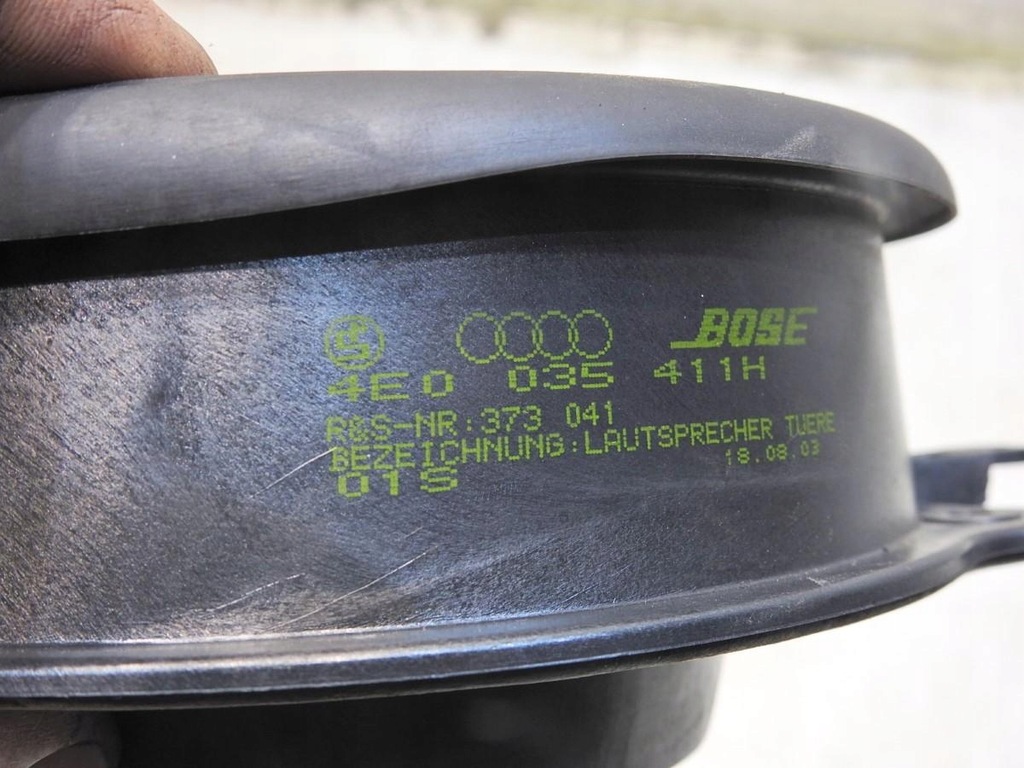 BOSE
4E0 035 411H
R&S-NR:373 041
BEZEICHNUNG:LAUTSPRECHER TUERE
18.08.03
01S